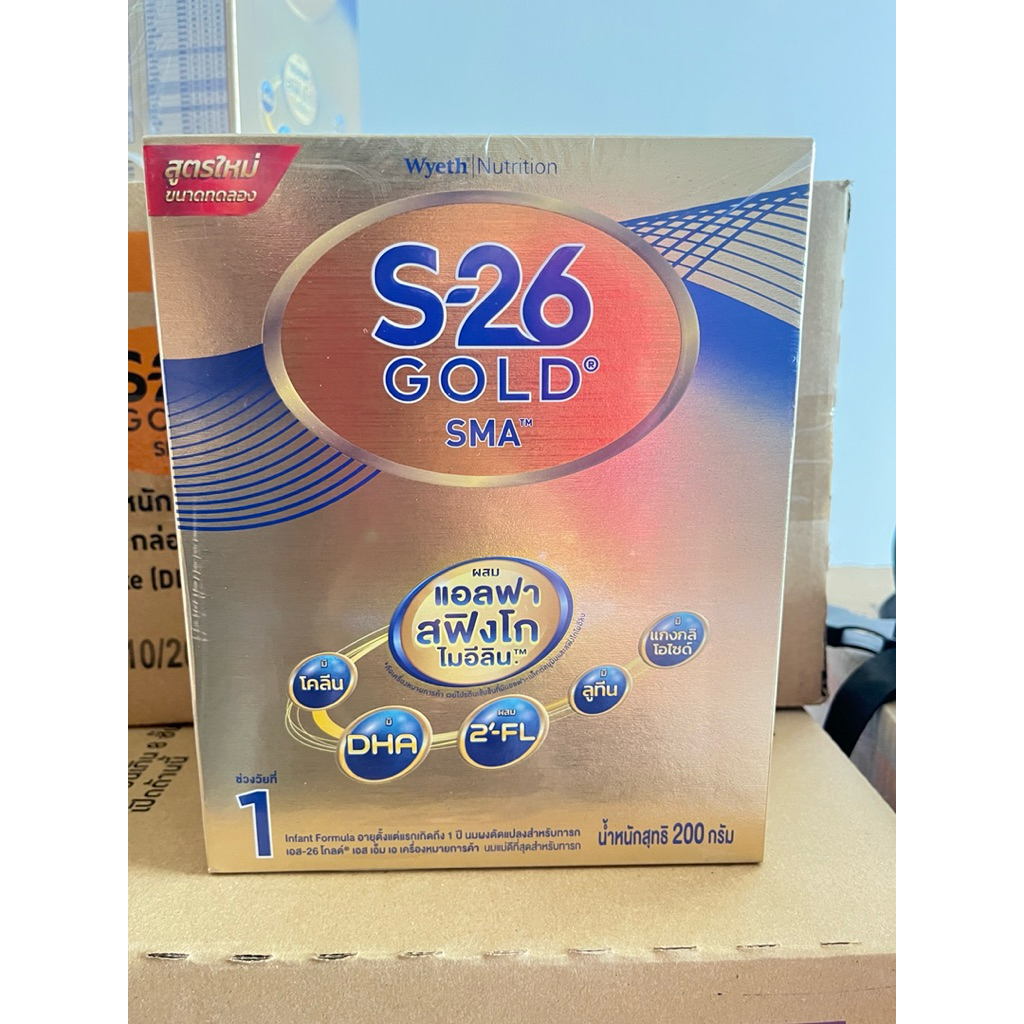 สูตรใหม่
ขนาดทดลอง
Wyeth® Nutrition
S-26
GOLD®
SMA™
ผสม
แอลฟา
สฟิงโก
ไมอีลิน™
มี
โคลีน
มี
DHA
ผสม
2'-FL
มี
ลูทีน
มี
แกงกลิ
โอไซด์
ช่วงวัยที่
1
Infant Formula อายุตั้งแต่แรกเกิดถึง 1 ปี นมผงดัดแปลงสำหรับทารก
เอส-26 โกลด์® เอส เอ็ม เอ เครื่องหมายการค้า นมแม่ดีที่สุดสำหรับทารก
น้ำหนักสุทธิ 200 กรัม
เปิดด้านนี้